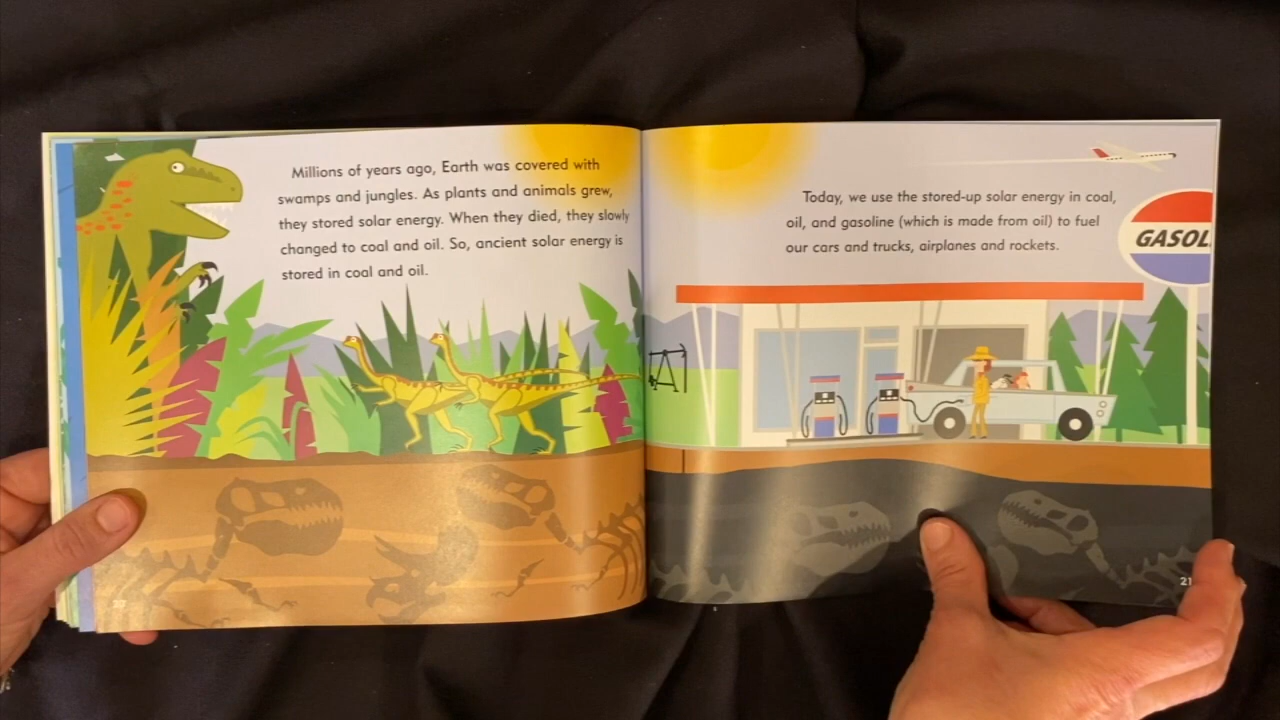 Millions of years ago, Earth was covered with
swamps and jungles. As plants and animals grew,
they stored solar energy. When they died, they slowly
changed to coal and oil. So, ancient solar energy is
stored in coal and oil.
Today, we use the stored-up solar energy in coal,
oil, and gasoline (which is made from oil) to fuel
our cars and trucks, airplanes and rockets.
GASOL
21